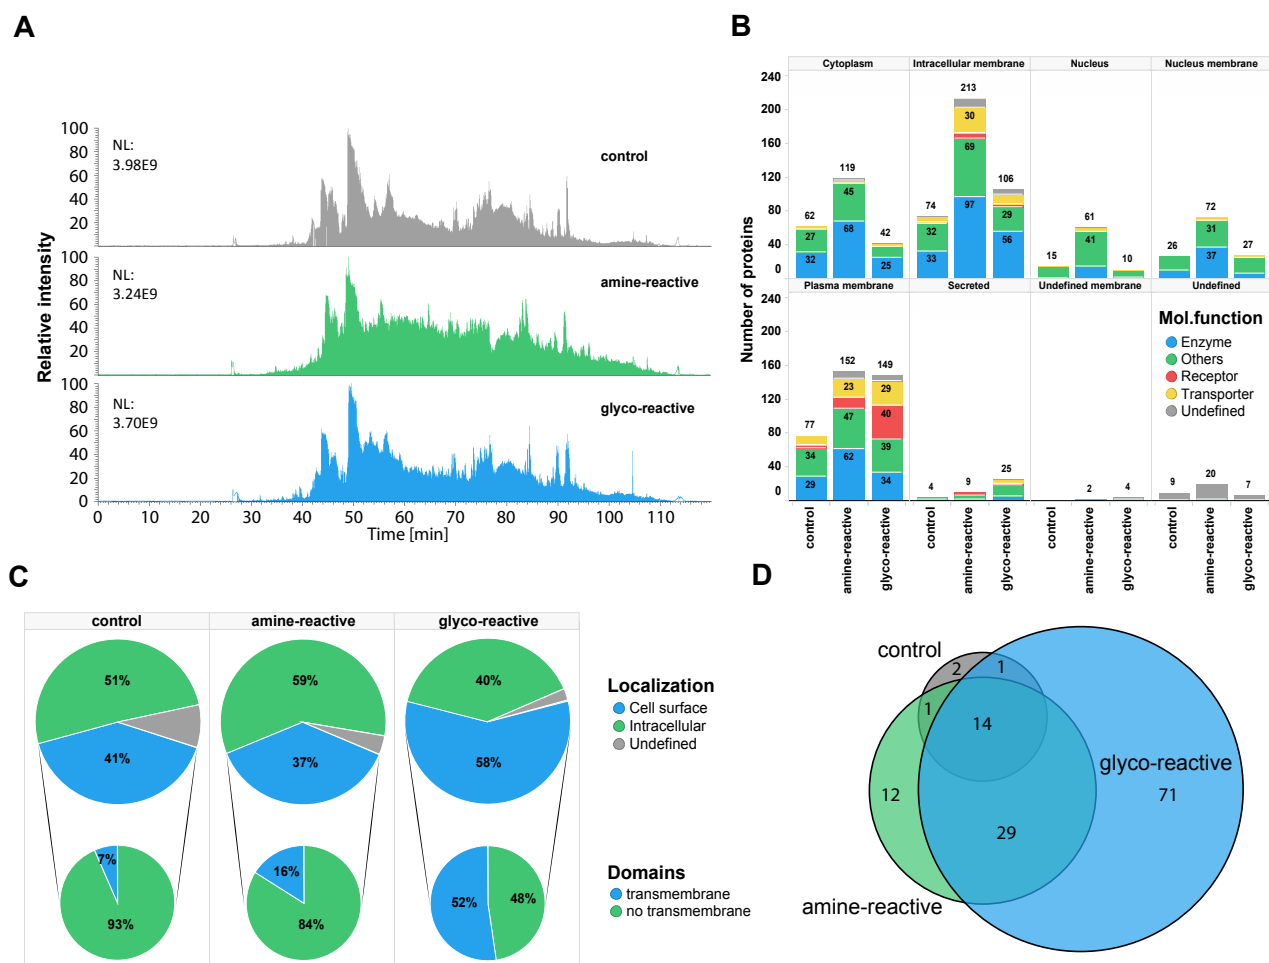 A
Relative intensity
100
80
60
40
20
NL:
3.98E9
control
100
80
60
40
20
NL:
3.24E9
amine-reactive
100
80
60
40
20
0
NL:
3.70E9
glyco-reactive
0 10 20 30 40 50 60 70 80 90 100 110
Time [min]
B
Number of proteins
Cytoplasm Intracellular membrane Nucleus Nucleus membrane
240
200
160
120
80
40
0
62 27 32
119 45 68
42 25
74 32 33
213 30 69 97
106 29 56
15
61 41
10
26
72 31 37
27
Plasma membrane Secreted Undefined membrane Undefined
240
200
160
120
80
40
0
77 34 29
152 23 47 62
149 29 40 39 34
4
9
25
2
4
9
20
7
control amine-reactive glyco-reactive control amine-reactive glyco-reactive control amine-reactive glyco-reactive control amine-reactive glyco-reactive
Mol.function
Enzyme
Others
Receptor
Transporter
Undefined
C
control amine-reactive glyco-reactive
51%
41%
59%
37%
40%
58%
7%
93%
16%
84%
52%
48%
Localization
Cell surface
Intracellular
Undefined
Domains
transmembrane
no transmembrane
D
control
2
1
1
14
glyco-reactive
12
71
29
amine-reactive